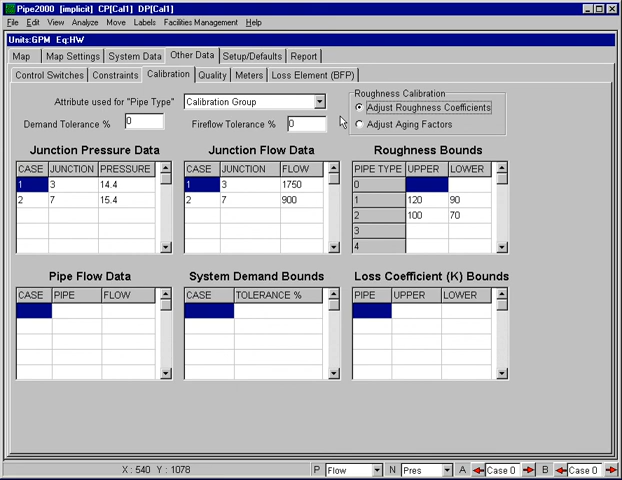 Pipe2000 [implicit] CP[Cal1] DP[Cal1]
File Edit View Analyze Move Labels Facilities Management Help
Units:GPM Eq:HW
Map Map Settings System Data Other Data Setup/Defaults Report
Control Switches Constraints Calibration Quality Meters Loss Element (BFP)
Attribute used for "Pipe Type" Calibration Group
Demand Tolerance % 0 Fireflow Tolerance % 0
Roughness Calibration
Adjust Roughness Coefficients
Adjust Aging Factors
Junction Pressure Data
CASE JUNCTION PRESSURE
1 3 14.4
2 7 15.4
Junction Flow Data
CASE JUNCTION FLOW
1 3 1750
2 7 900
Roughness Bounds
PIPE TYPE UPPER LOWER
0
1 120 90
2 100 70
3
4
Pipe Flow Data
CASE PIPE FLOW
System Demand Bounds
CASE TOLERANCE %
Loss Coefficient (K) Bounds
PIPE UPPER LOWER
X : 540 Y : 1078 P Flow N Pres A Case 0 B Case 0